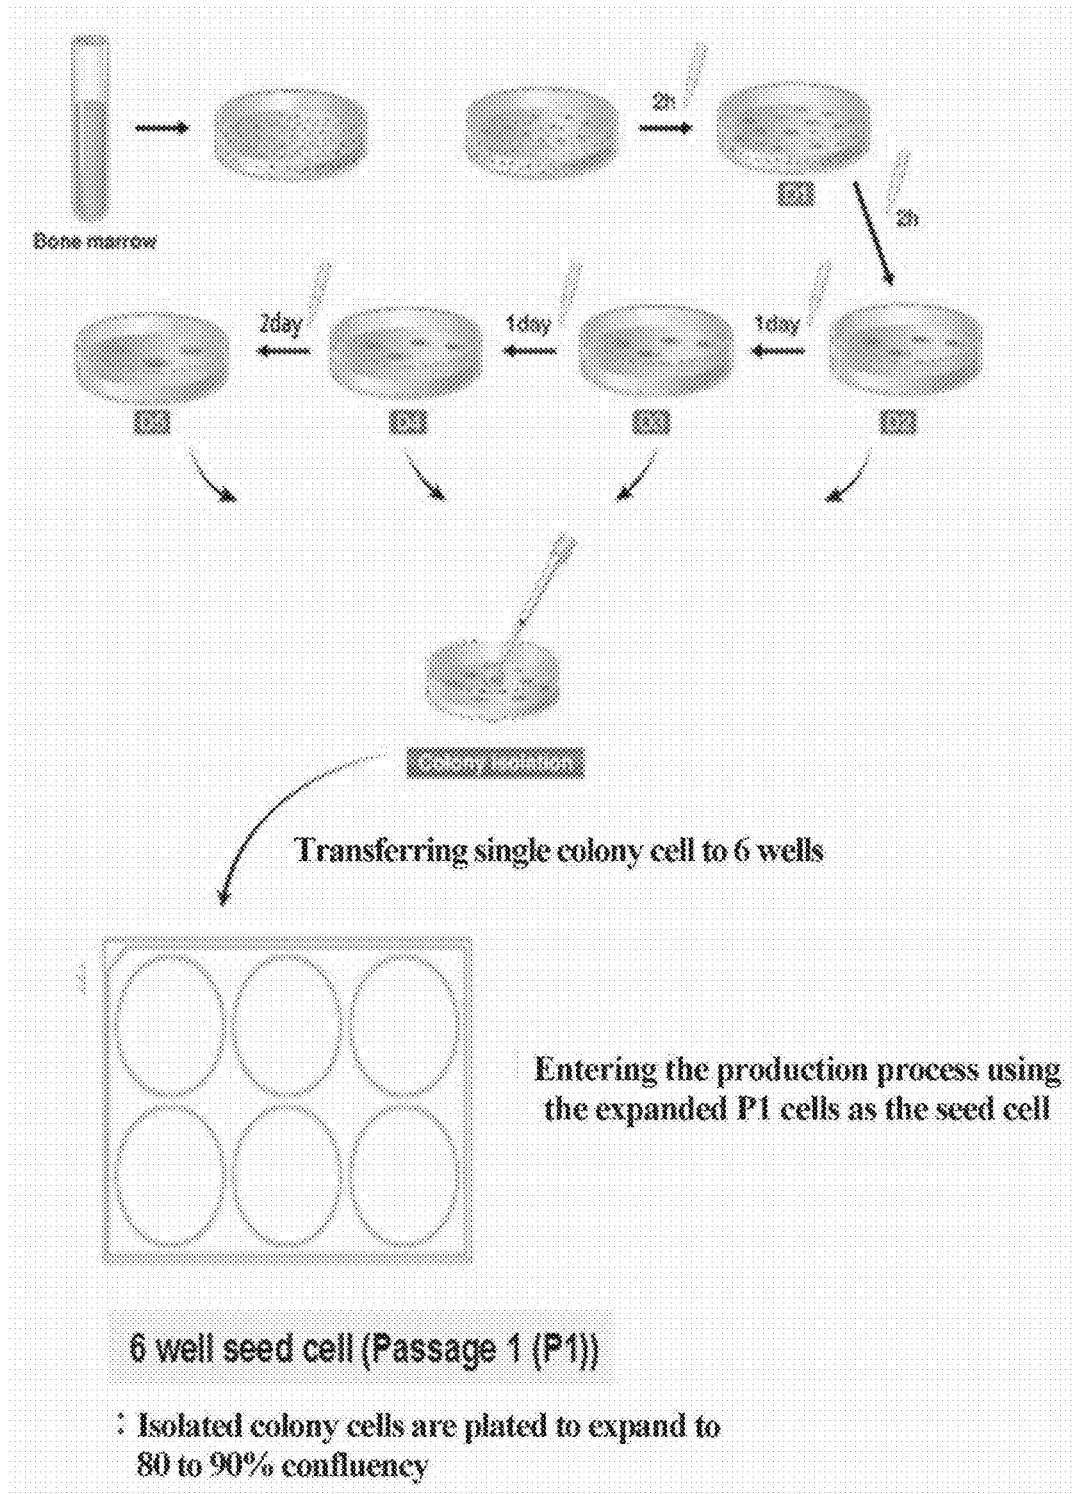 2h
2h
Bone marrow
2day
1day
1day
Colony isolation
Transferring single colony cell to 6 wells
Entering the production process using
the expanded P1 cells as the seed cell
6 well seed cell (Passage 1 (P1))
: Isolated colony cells are plated to expand to
80 to 90% confluency